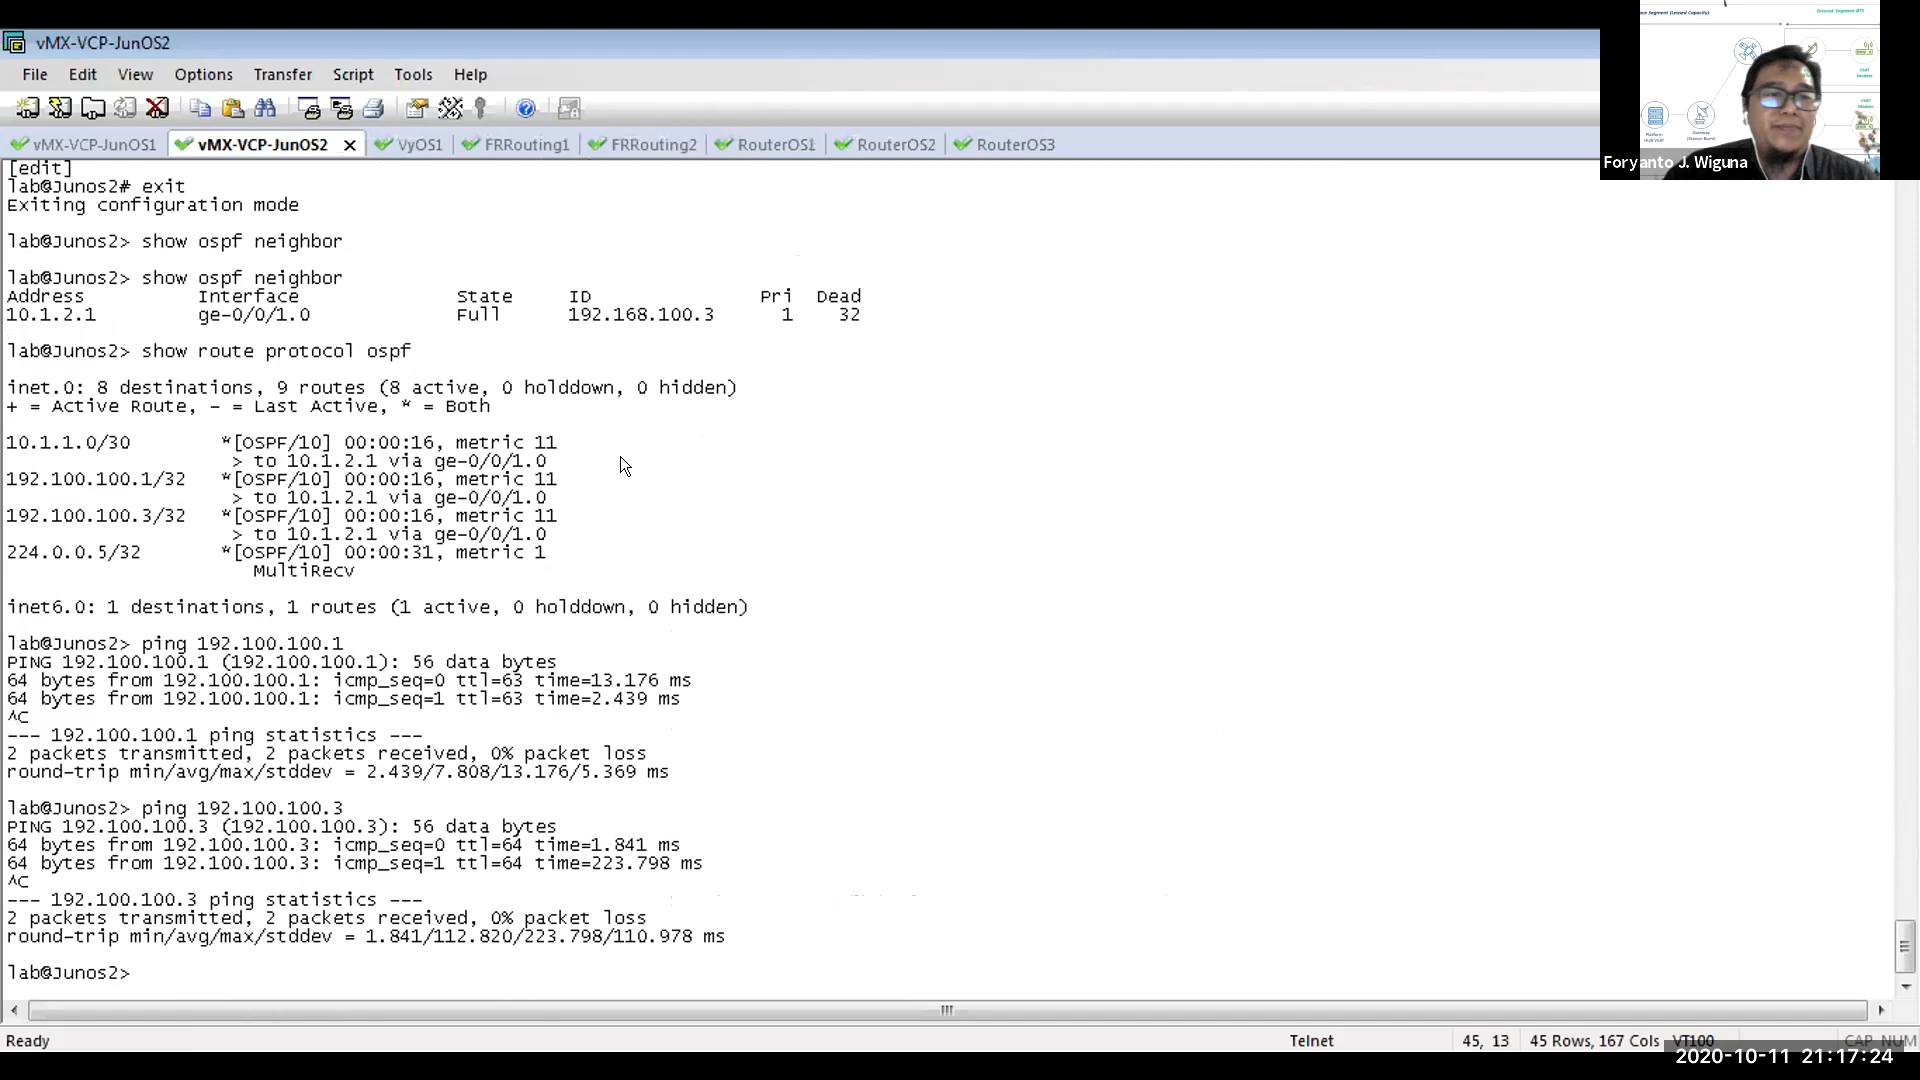 vMX-VCP-JunOS2
File Edit View Options Transfer Script Tools Help
vMX-VCP-JunOS1 vMX-VCP-JunOS2 VyOS1 FRRouting1 FRRouting2 RouterOS1 RouterOS2 RouterOS3
[edit]
lab@Junos2# exit
Exiting configuration mode
lab@Junos2> show ospf neighbor
lab@Junos2> show ospf neighbor
Address Interface State ID Pri Dead
10.1.2.1 ge-0/0/1.0 Full 192.168.100.3 1 32
lab@Junos2> show route protocol ospf
inet.0: 8 destinations, 9 routes (8 active, 0 holddown, 0 hidden)
+ = Active Route, - = Last Active, * = Both
10.1.1.0/30 *[OSPF/10] 00:00:16, metric 11
> to 10.1.2.1 via ge-0/0/1.0
192.100.100.1/32 *[OSPF/10] 00:00:16, metric 11
> to 10.1.2.1 via ge-0/0/1.0
192.100.100.3/32 *[OSPF/10] 00:00:16, metric 11
> to 10.1.2.1 via ge-0/0/1.0
224.0.0.5/32 *[OSPF/10] 00:00:31, metric 1
MultiRecv
inet6.0: 1 destinations, 1 routes (1 active, 0 holddown, 0 hidden)
lab@Junos2> ping 192.100.100.1
PING 192.100.100.1 (192.100.100.1): 56 data bytes
64 bytes from 192.100.100.1: icmp_seq=0 ttl=63 time=13.176 ms
64 bytes from 192.100.100.1: icmp_seq=1 ttl=63 time=2.439 ms
^C
--- 192.100.100.1 ping statistics ---
2 packets transmitted, 2 packets received, 0% packet loss
round-trip min/avg/max/stddev = 2.439/7.808/13.176/5.369 ms
lab@Junos2> ping 192.100.100.3
PING 192.100.100.3 (192.100.100.3): 56 data bytes
64 bytes from 192.100.100.3: icmp_seq=0 ttl=64 time=1.841 ms
64 bytes from 192.100.100.3: icmp_seq=1 ttl=64 time=223.798 ms
^C
--- 192.100.100.3 ping statistics ---
2 packets transmitted, 2 packets received, 0% packet loss
round-trip min/avg/max/stddev = 1.841/112.820/223.798/110.978 ms
lab@Junos2>
Ready Telnet 45, 13 45 Rows, 167 Cols VT100 CAP NUM
2020-10-11 21:17:24
Segment (Leased Capacity) Ground Segment BTS
VSAT
Modem
VSAT
Modem
Platform
HUB VSAT
Gateway
Foryanto J. Wiguna